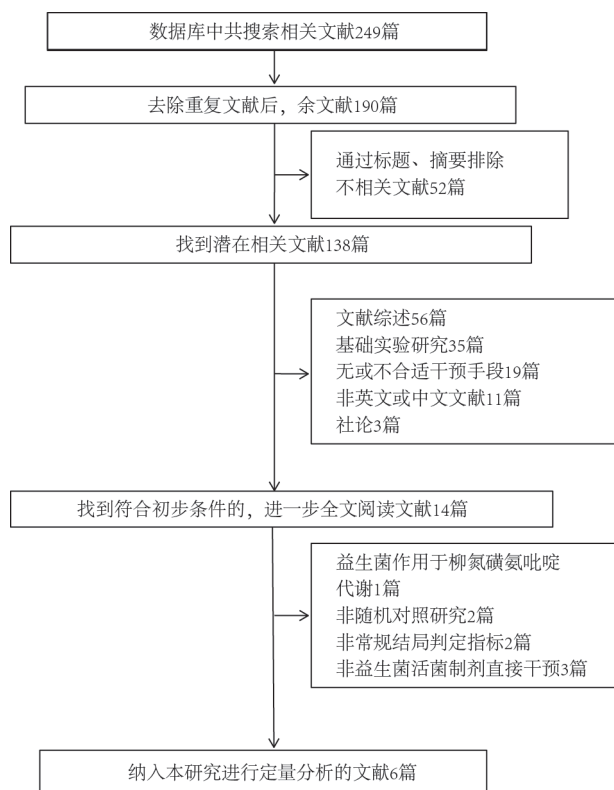 数据库中共搜索相关文献249篇
去除重复文献后，余文献190篇
通过标题、摘要排除
不相关文献52篇
找到潜在相关文献138篇
文献综述56篇
基础实验研究35篇
无或不合适干预手段19篇
非英文或中文文献11篇
社论3篇
找到符合初步条件的，进一步全文阅读文献14篇
益生菌作用于柳氮磺氨吡啶
代谢1篇
非随机对照研究2篇
非常规结局判定指标2篇
非益生菌活菌制剂直接干预3篇
纳入本研究进行定量分析的文献6篇